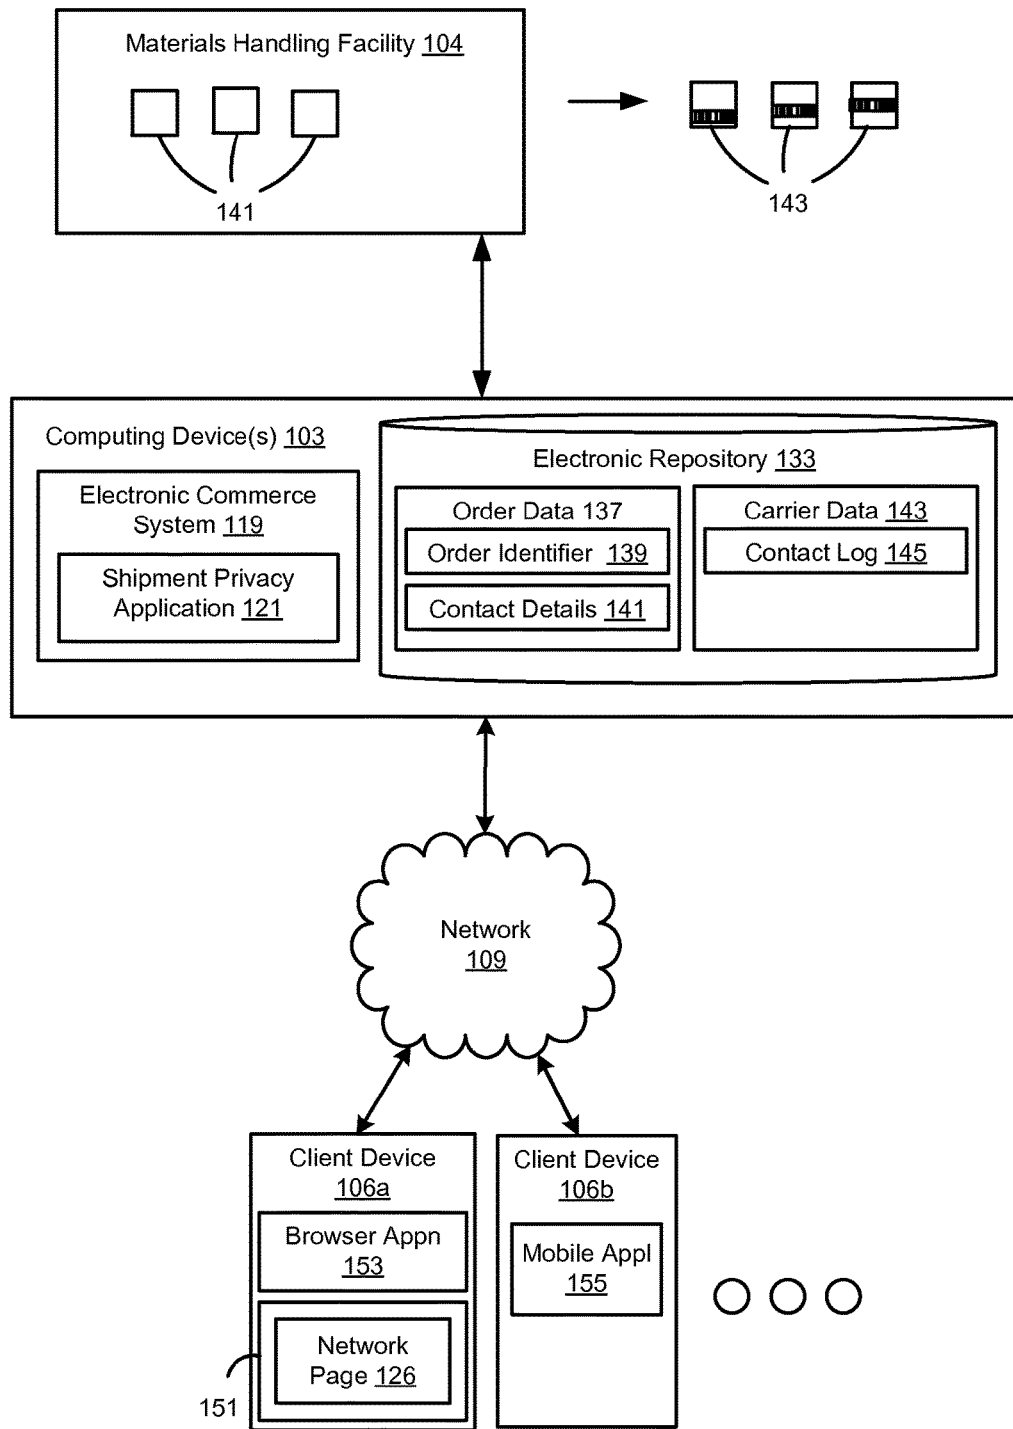 Materials Handling Facility 104
141
143
Computing Device(s) 103
Electronic Commerce
System 119
Shipment Privacy
Application 121
Electronic Repository 133
Order Data 137
Order Identifier 139
Contact Details 141
Carrier Data 143
Contact Log 145
Network
109
Client Device
106a
Browser Appn
153
Network
Page 126
151
Client Device
106b
Mobile Appl
155